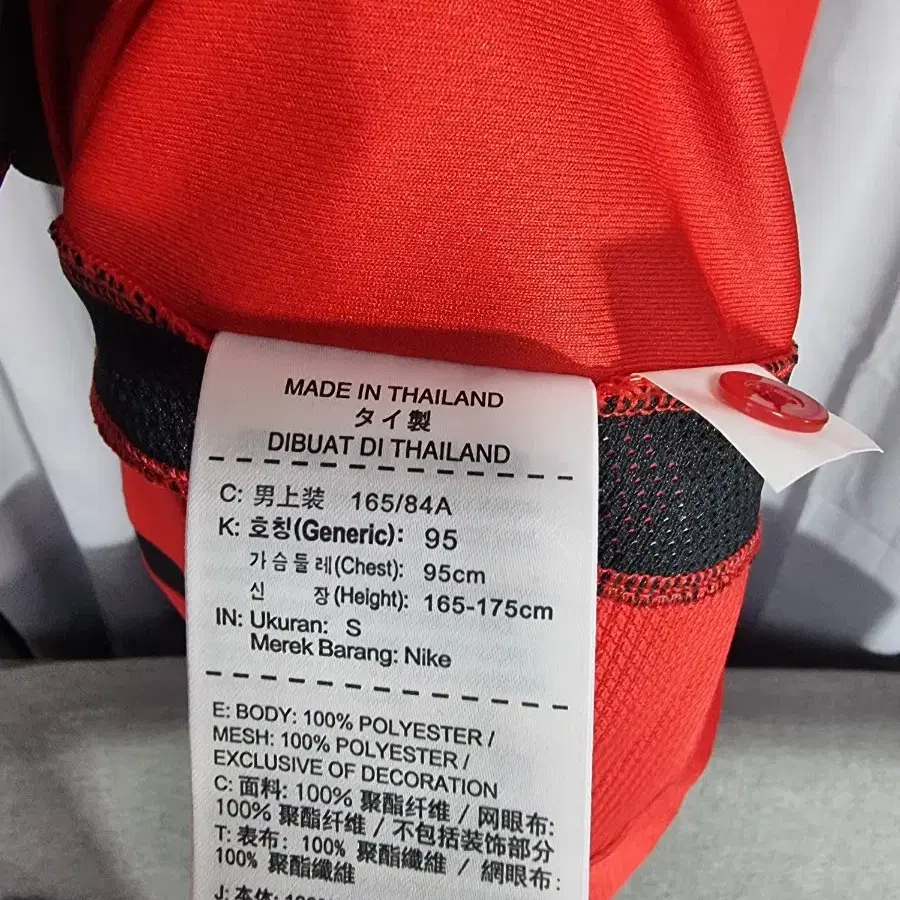 MADE IN THAILAND
タイ製
DIBUAT DI THAILAND
C: 男上装 165/84A
K: 호칭(Generic): 95
가슴둘레(Chest): 95cm
신 장(Height): 165-175cm
IN: Ukuran: S
Merek Barang: Nike
E: BODY: 100% POLYESTER /
MESH: 100% POLYESTER /
EXCLUSIVE OF DECORATION
C: 面料: 100% 聚酯纤维 / 网眼布:
100% 聚酯纤维 / 不包括装饰部分
T: 表布: 100% 聚酯纖維 / 網眼布:
100% 聚酯纖維
J: 本体: